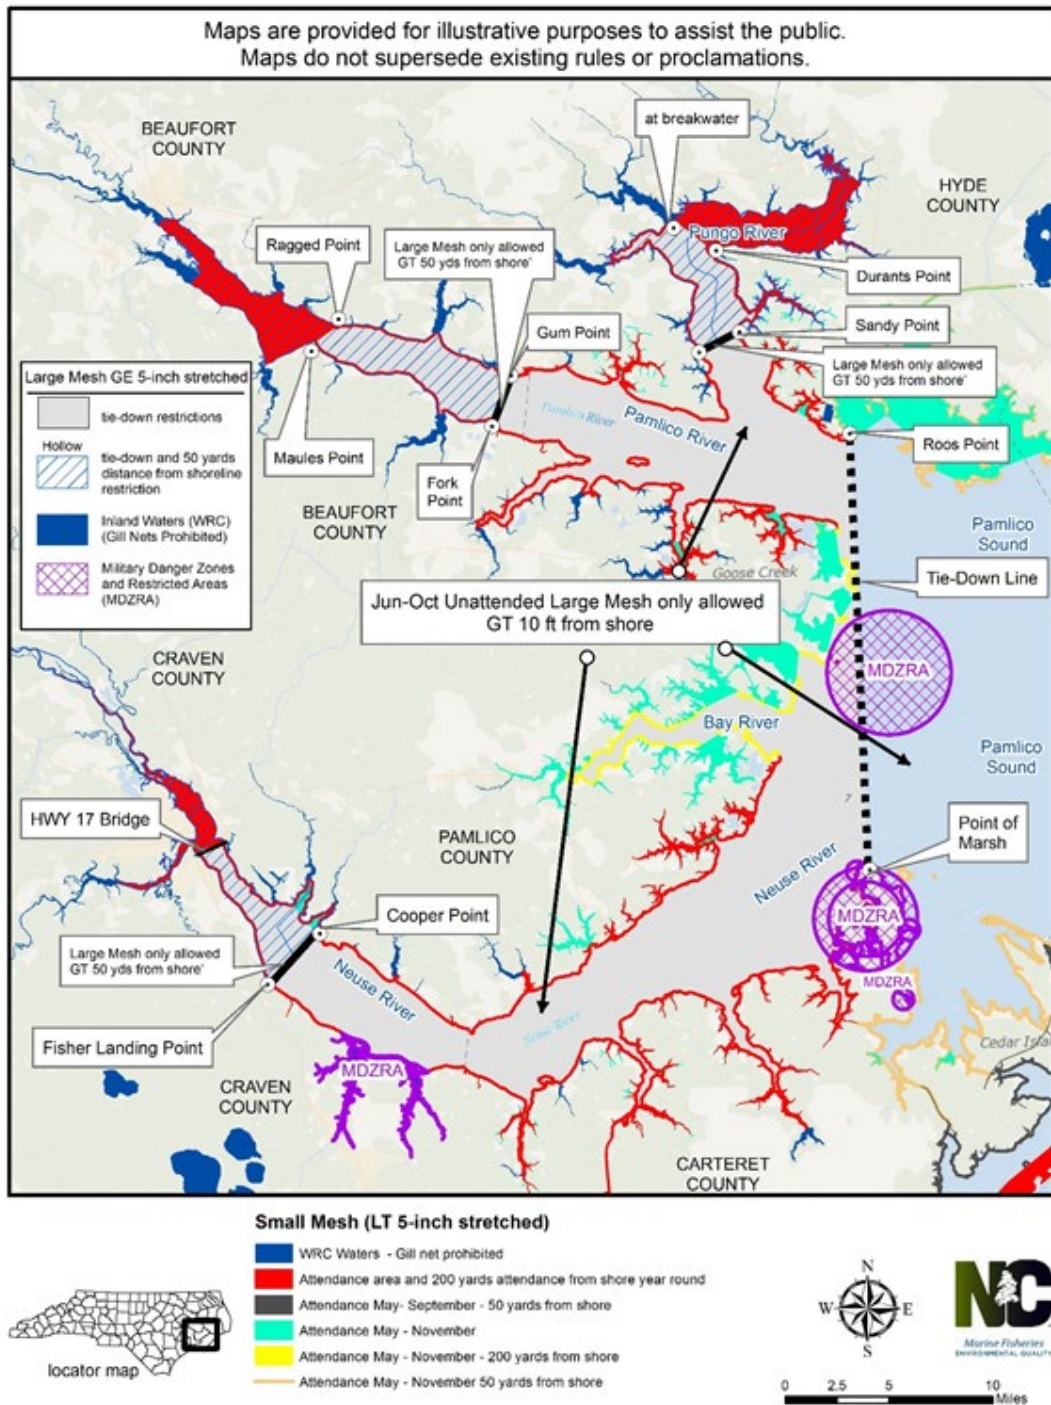 Maps are provided for illustrative purposes to assist the public.
Maps do not supersede existing rules or proclamations.
BEAUFORT
COUNTY
at breakwater
HYDE
COUNTY
Ragged Point
Large Mesh only allowed
GT 50 yds from shore*
Pungo River
Durants Point
Gum Point
Sandy Point
Large Mesh only allowed
GT 50 yds from shore*
Large Mesh GE 5-inch stretched
tie-down restrictions
Hollow
tie-down and 50 yards
distance from shoreline
restriction
Inland Waters (WRC)
(Gill Nets Prohibited)
Military Danger Zones
and Restricted Areas
(MDZRA)
Maules Point
Fork
Point
Pamlico River
Pamlico River
Roos Point
BEAUFORT
COUNTY
Pamlico
Sound
Goose Creek
Tie-Down Line
Jun-Oct Unattended Large Mesh only allowed
GT 10 ft from shore
CRAVEN
COUNTY
MDZRA
Bay River
Pamlico
Sound
7
HWY 17 Bridge
PAMLICO
COUNTY
Point of
Marsh
Neuse River
Cooper Point
MDZRA
Large Mesh only allowed
GT 50 yds from shore*
MDZRA
Neuse River
Neuse River
Fisher Landing Point
Cedar Isla
MDZRA
CRAVEN
COUNTY
CARTERET
COUNTY
Small Mesh (LT 5-inch stretched)
WRC Waters - Gill net prohibited
Attendance area and 200 yards attendance from shore year round
Attendance May- September - 50 yards from shore
Attendance May - November
Attendance May - November - 200 yards from shore
Attendance May - November 50 yards from shore
locator map
N
W
E
S
NC
Marine Fisheries
ENVIRONMENTAL QUALITY
0
2.5
5
10
Miles